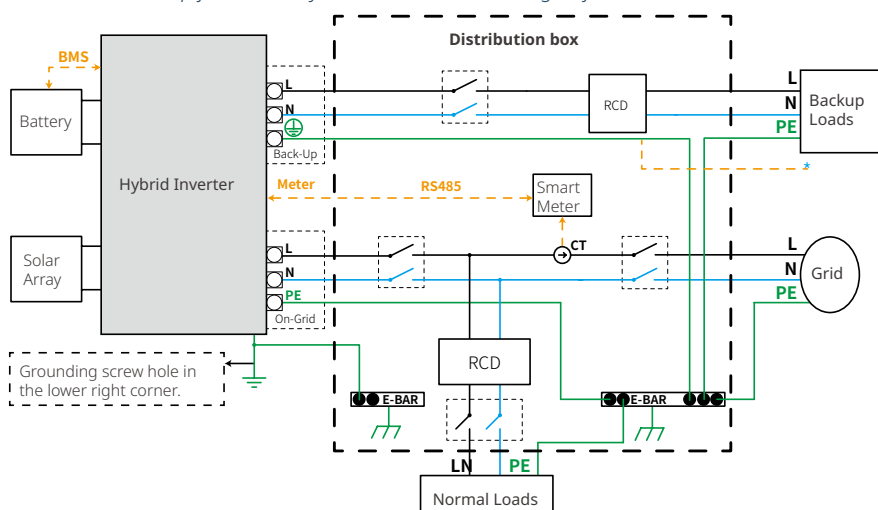 Distribution box
BMS
Battery
Hybrid Inverter
L
N
Back-Up
RCD
L
N
PE
Backup
Loads
*
Meter
RS485
Smart
Meter
CT
Solar
Array
L
N
PE
On-Grid
L
N
PE
Grid
RCD
Grounding screw hole in
the lower right corner.
E-BAR
E-BAR
LN
PE
Normal Loads